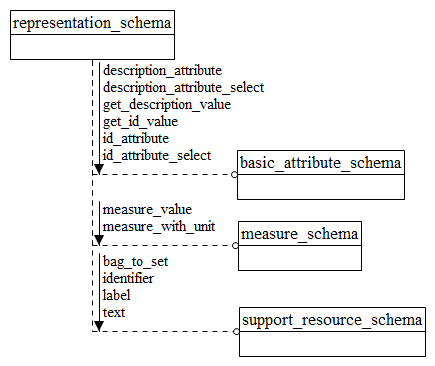 representation_schema
description_attribute
description_attribute_select
get_description_value
get_id_value
id_attribute
id_attribute_select
basic_attribute_schema
measure_value
measure_with_unit
measure_schema
bag_to_set
identifier
label
text
support_resource_schema